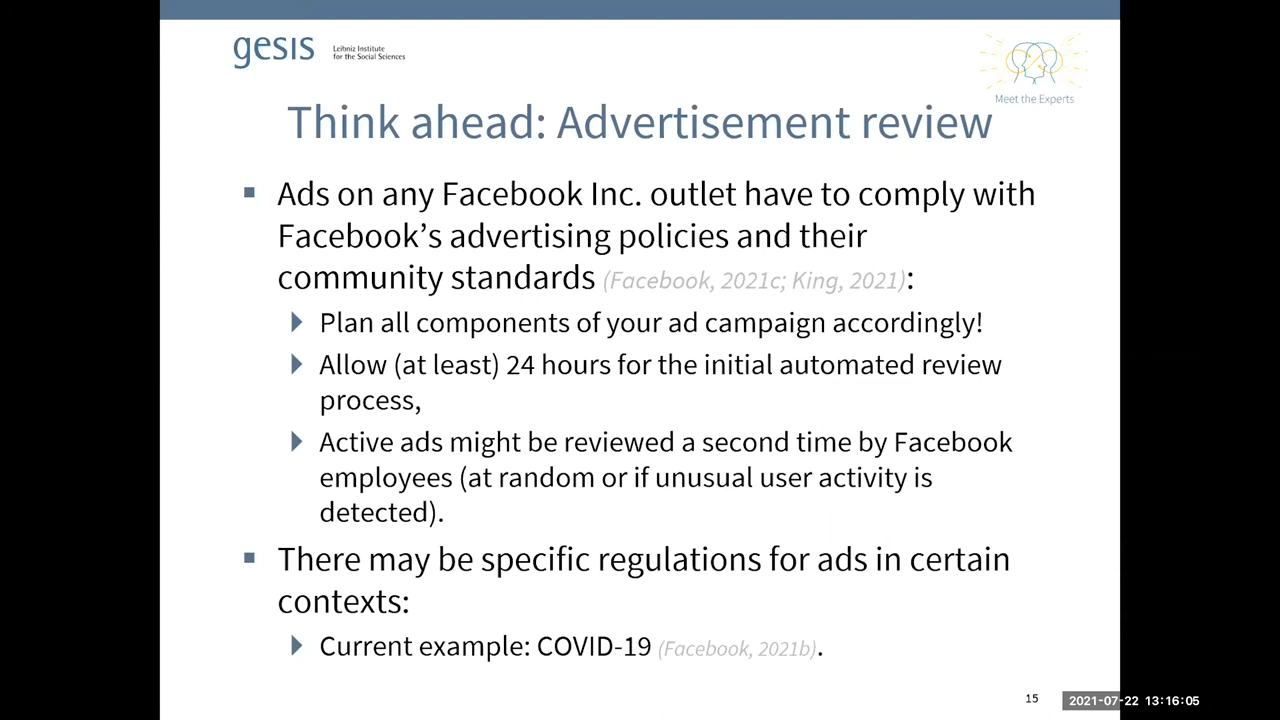 gesis
Leibniz Institute
for the Social Sciences
Meet the Experts
Think ahead: Advertisement review
Ads on any Facebook Inc. outlet have to comply with
Facebook’s advertising policies and their
community standards (Facebook, 2021c; King, 2021):
Plan all components of your ad campaign accordingly!
Allow (at least) 24 hours for the initial automated review
process,
Active ads might be reviewed a second time by Facebook
employees (at random or if unusual user activity is
detected).
There may be specific regulations for ads in certain
contexts:
Current example: COVID-19 (Facebook, 2021b).
15
2021-07-22 13:16:05